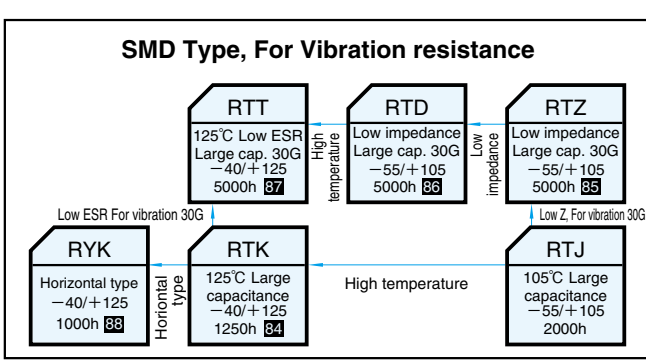 SMD Type, For Vibration resistance
RTT
125℃ Low ESR
Large cap. 30G
−40/+125
5000h 87
High
temperature
RTD
Low impedance
Large cap. 30G
−55/+105
5000h 86
Low
impedance
RTZ
Low impedance
Large cap. 30G
−55/+105
5000h 85
Low ESR For vibration 30G
Low Z, For vibration 30G
RYK
Horizontal type
−40/+125
1000h 88
Horiontal
type
RTK
125℃ Large
capacitance
−40/+125
1250h 84
High temperature
RTJ
105℃ Large
capacitance
−55/+105
2000h